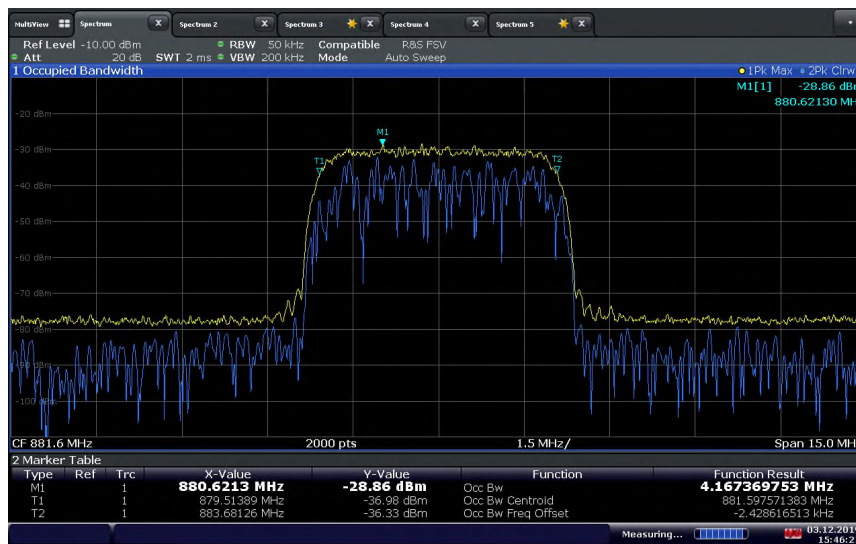 MultiView Spectrum X Spectrum 2 X Spectrum 3 X Spectrum 4 X Spectrum 5 X
Ref Level -10.00 dBm RBW 50 kHz Compatible R&S FSV
Att 20 dB SWT 2 ms VBW 200 kHz Mode Auto Sweep
1 Occupied Bandwidth 1Pk Max 2Pk Clrw
M1[1] -28.86 dBm
880.62130 MH
-20 dBm
M1
-30 dBm
T1 T2
-40 dBm
-50 dBm
-60 dBm
-70 dBm
-80 dBm
-90 dBm
-100 dBm
CF 881.6 MHz 2000 pts 1.5 MHz/ Span 15.0 MH
2 Marker Table
Type Ref Trc X-Value Y-Value Function Function Result
M1 1 880.6213 MHz -28.86 dBm Occ Bw 4.167369753 MHz
T1 1 879.51389 MHz -36.98 dBm Occ Bw Centroid 881.597571383 MHz
T2 1 883.68126 MHz -36.33 dBm Occ Bw Freq Offset -2.428616513 kHz
Measuring... 03.12.201
15:46:2